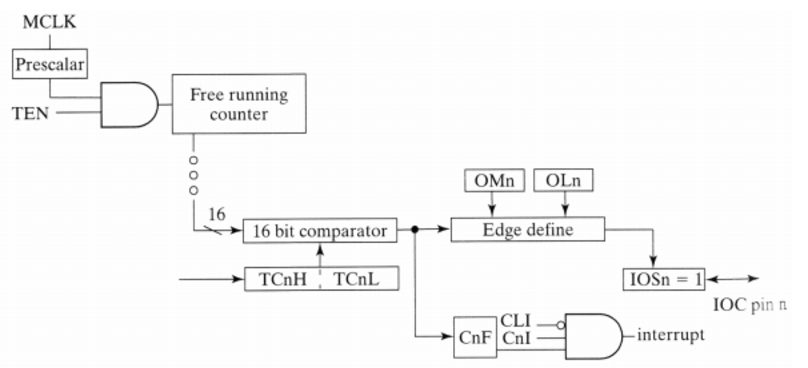 MCLK
Prescalar
TEN
Free running
counter
16
16 bit comparator
TCnH
TCnL
OMn
OLn
Edge define
IOSn = 1
IOC pin n
CnF
CLI
CnI
interrupt